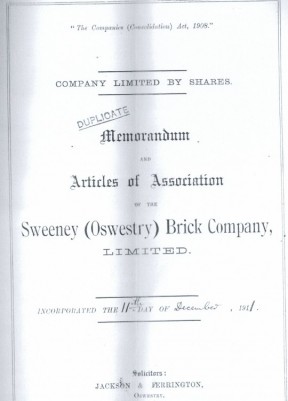 "The Companies (Consolidation) Act, 1908."
COMPANY LIMITED BY SHARES.
DUPLICATE
Memorandum
AND
Articles of Association
OF THE
Sweeney (Oswestry) Brick Company,
LIMITED.
INCORPORATED THE 11th DAY OF December, 1911.
Solicitors:
JACKSON & FERRINGTON,
OSWESTRY.